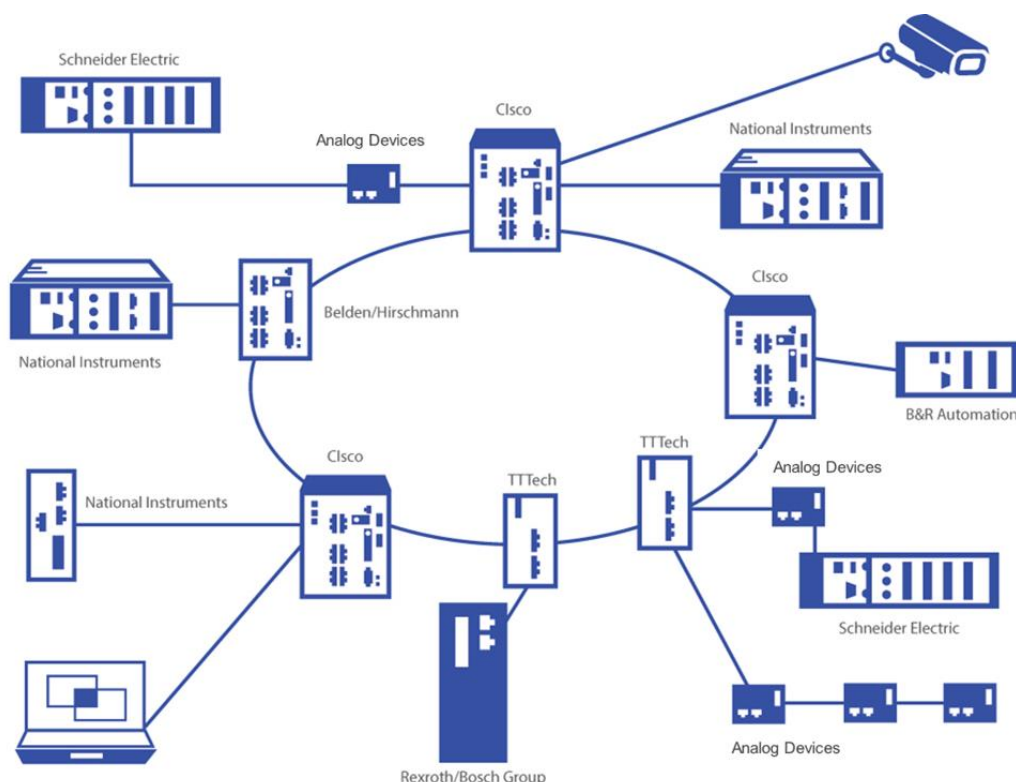 Schneider Electric
CIsco
Analog Devices
National Instruments
CIsco
Belden/Hirschmann
National Instruments
B&R Automation
TTTech
Analog Devices
CIsco
TTTech
National Instruments
Schneider Electric
Analog Devices
Rexroth/Bosch Group